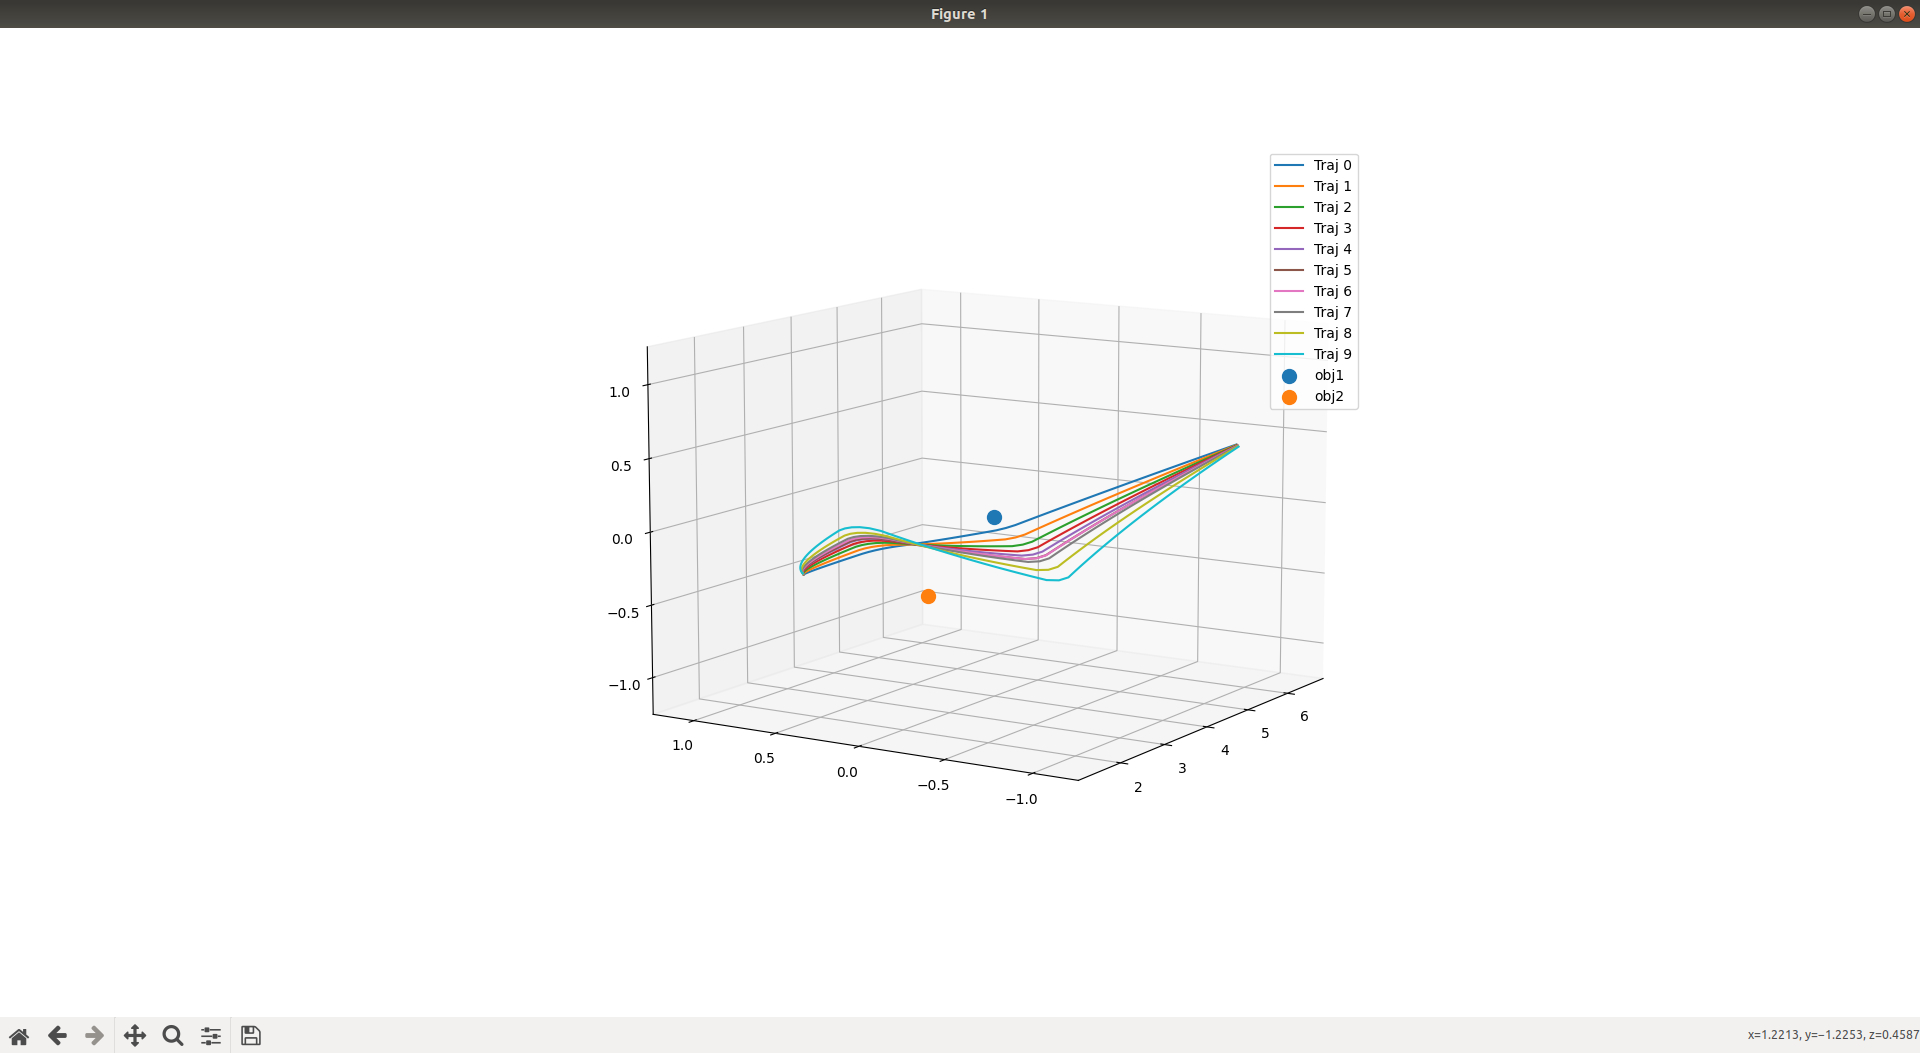 Figure 1
Traj 0
Traj 1
Traj 2
Traj 3
Traj 4
Traj 5
Traj 6
Traj 7
Traj 8
Traj 9
obj1
obj2
1.0
0.5
0.0
−0.5
−1.0
1.0
0.5
0.0
−0.5
−1.0
2
3
4
5
6
x=1.2213, y=−1.2253, z=0.4587